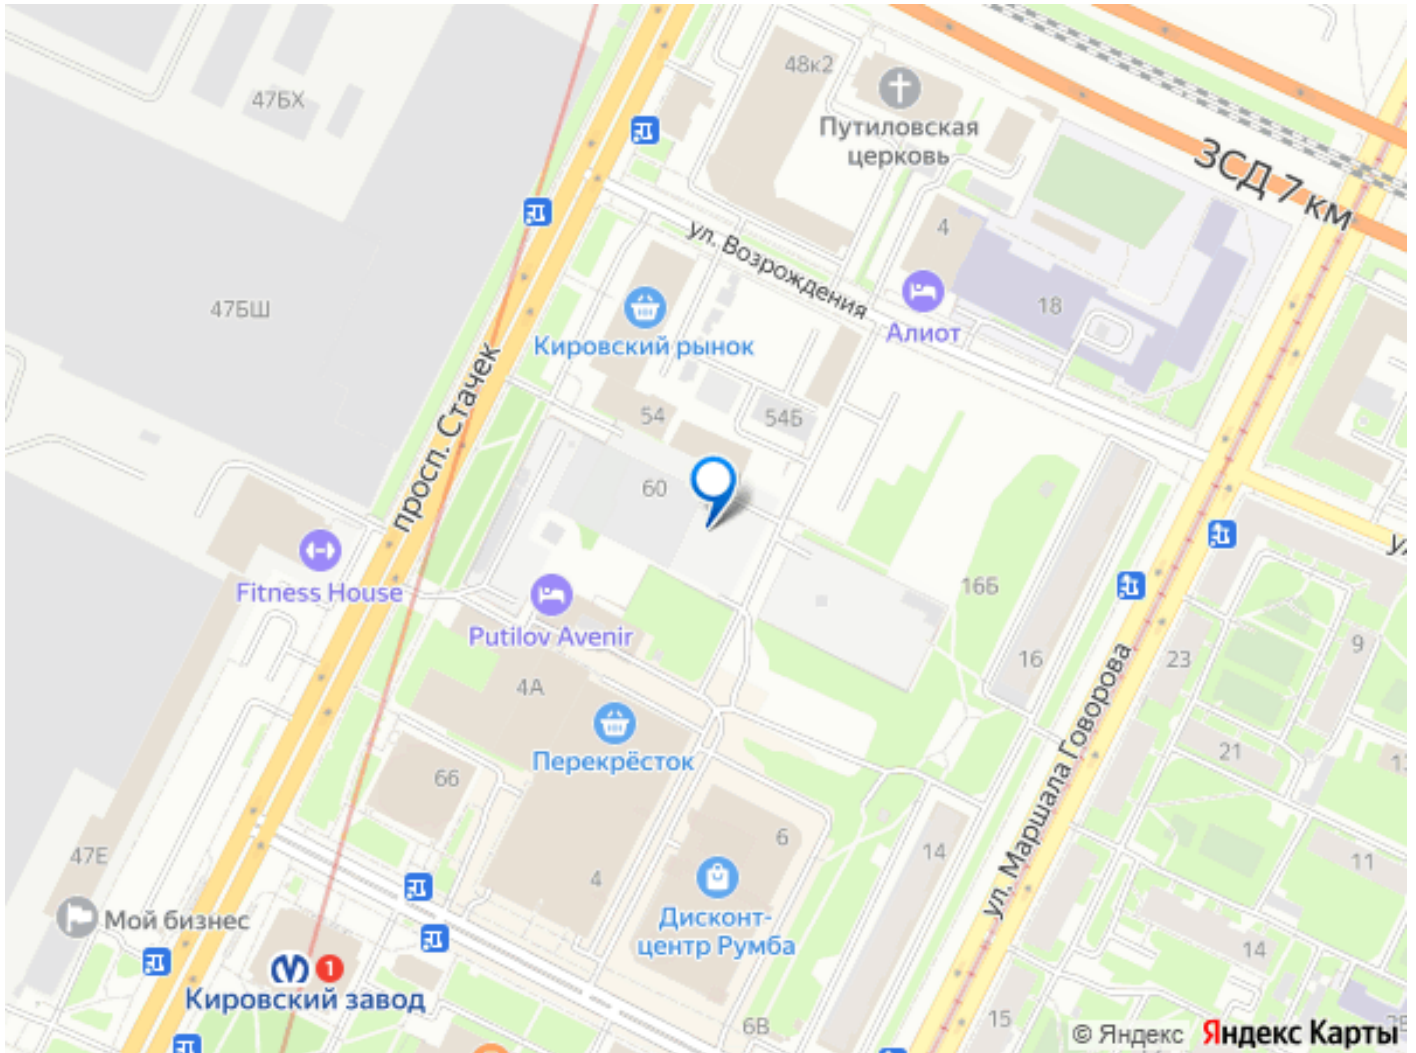 48к2
47БХ
Путиловская
церковь
ЗСД 7 км
4
ул. Возрождения
47БШ
18
Алиот
Кировский рынок
просп. Стачек
54
54Б
60
Fitness House
Putilov Avenir
16Б
16
23
9
4А
Перекрёсток
ул. Маршала Говорова
21
66
6
14
47Е
11
4
Мой бизнес
Дисконт-
центр Румба
14
1
Кировский завод
6В
15
© Яндекс Яндекс Карты